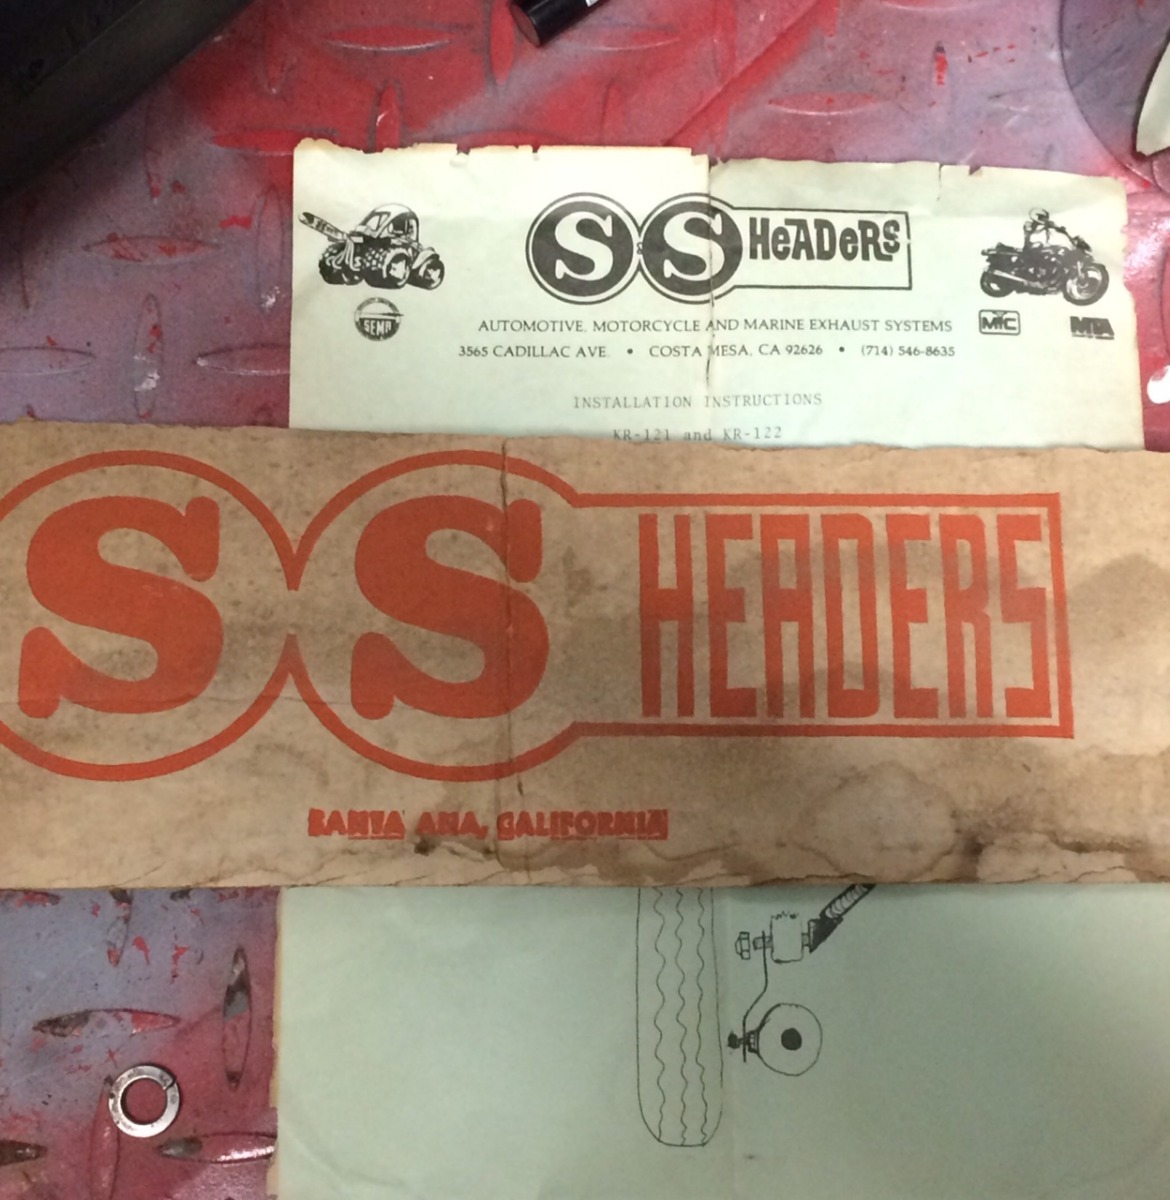 S&S HEADERS
SEMA
MIC
MTA
AUTOMOTIVE, MOTORCYCLE AND MARINE EXHAUST SYSTEMS
3565 CADILLAC AVE. • COSTA MESA, CA 92626 • (714) 546-8635
INSTALLATION INSTRUCTIONS
KR-121 and KR-122
SS HEADERS
SANTA ANA, CALIFORNIA